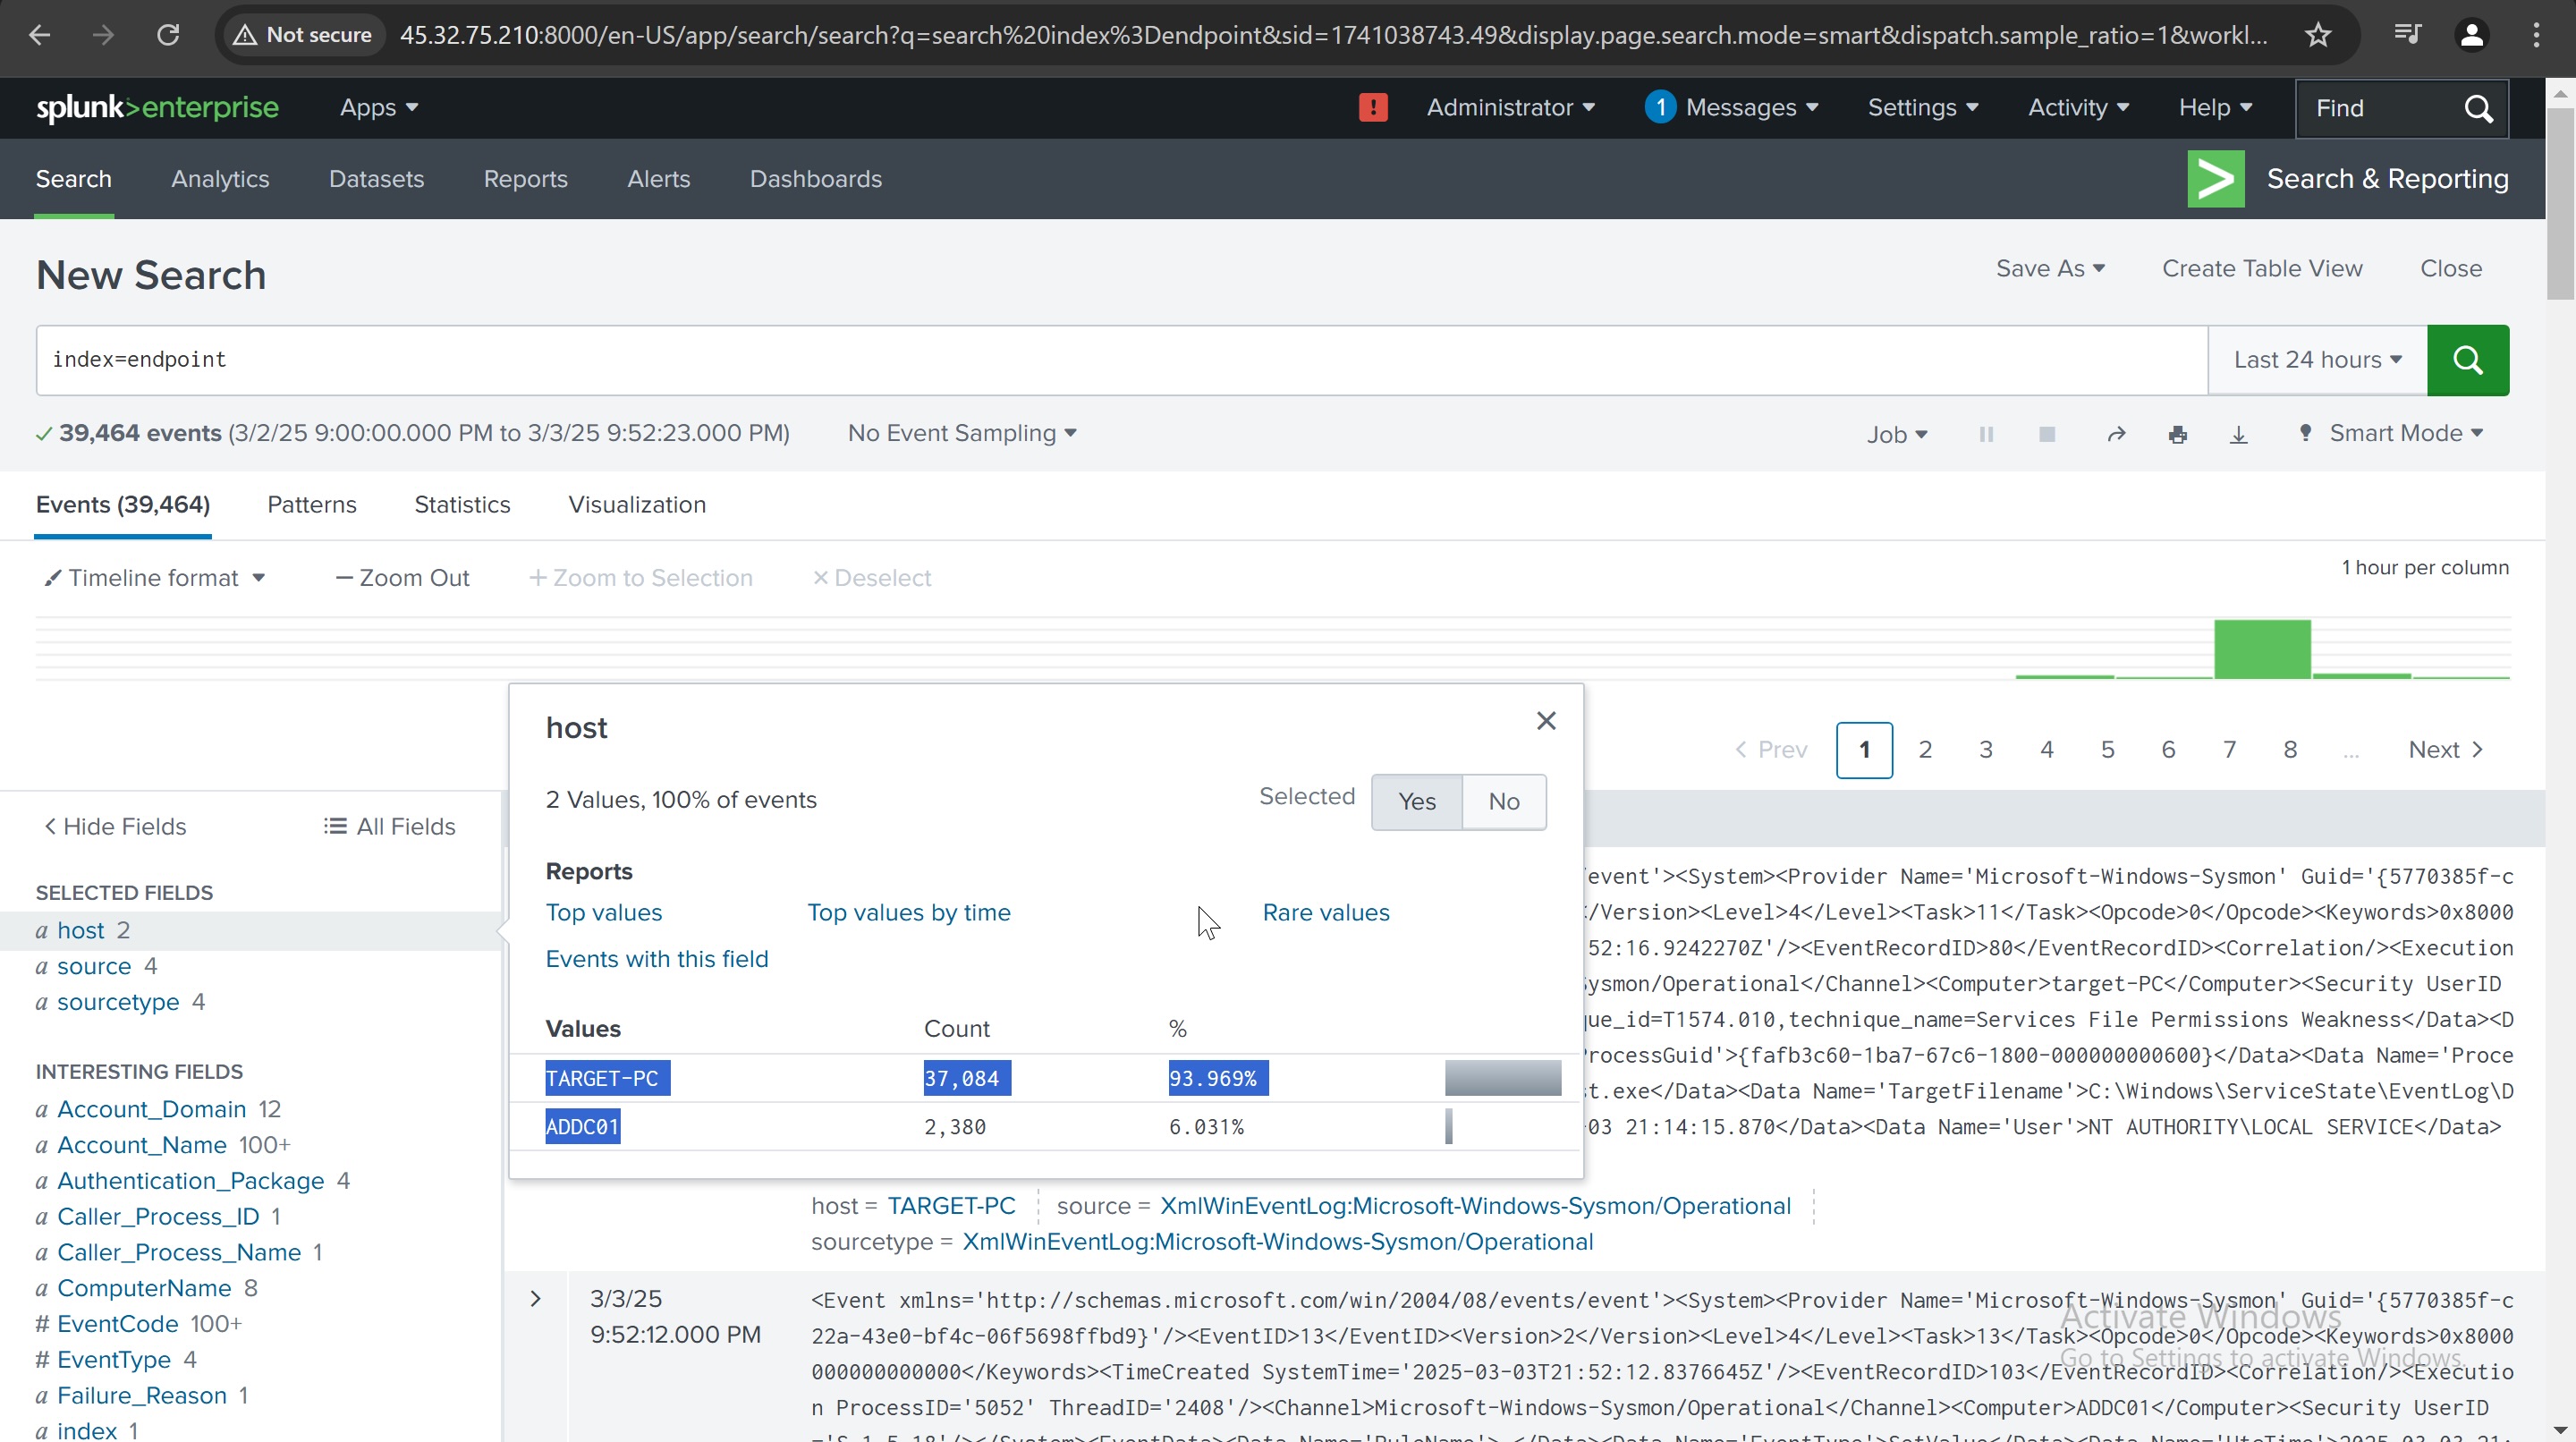 Not secure 45.32.75.210:8000/en-US/app/search/search?q=search%20index%3Dendpoint&sid=1741038743.49&display.page.search.mode=smart&dispatch.sample_ratio=1&workl...
splunk>enterprise Apps ! Administrator 1 Messages Settings Activity Help Find
Search Analytics Datasets Reports Alerts Dashboards > Search & Reporting
New Search Save As Create Table View Close
index=endpoint Last 24 hours
39,464 events (3/2/25 9:00:00.000 PM to 3/3/25 9:52:23.000 PM) No Event Sampling Job Smart Mode
Events (39,464) Patterns Statistics Visualization
Timeline format — Zoom Out + Zoom to Selection × Deselect 1 hour per column
< Prev 1 2 3 4 5 6 7 8 ... Next >
< Hide Fields All Fields
SELECTED FIELDS
a host 2
a source 4
a sourcetype 4
INTERESTING FIELDS
a Account_Domain 12
a Account_Name 100+
a Authentication_Package 4
a Caller_Process_ID 1
a Caller_Process_Name 1
a ComputerName 8
# EventCode 100+
# EventType 4
a Failure_Reason 1
a index 1
host ×
2 Values, 100% of events Selected Yes No
Reports
Top values Top values by time Rare values
Events with this field
Values Count %
TARGET-PC 37,084 93.969%
ADDC01 2,380 6.031%
event'><System><Provider Name='Microsoft-Windows-Sysmon' Guid='{5770385f-c
/Version><Level>4</Level><Task>11</Task><Opcode>0</Opcode><Keywords>0x8000
52:16.9242270Z'/><EventRecordID>80</EventRecordID><Correlation/><Execution
ysmon/Operational</Channel><Computer>target-PC</Computer><Security UserID
ue_id=T1574.010,technique_name=Services File Permissions Weakness</Data><D
rocessGuid'>{fafb3c60-1ba7-67c6-1800-000000000600}</Data><Data Name='Proce
t.exe</Data><Data Name='TargetFilename'>C:\Windows\ServiceState\EventLog\D
03 21:14:15.870</Data><Data Name='User'>NT AUTHORITY\LOCAL SERVICE</Data>
host = TARGET-PC source = XmlWinEventLog:Microsoft-Windows-Sysmon/Operational
sourcetype = XmlWinEventLog:Microsoft-Windows-Sysmon/Operational
> 3/3/25
9:52:12.000 PM
<Event xmlns='http://schemas.microsoft.com/win/2004/08/events/event'><System><Provider Name='Microsoft-Windows-Sysmon' Guid='{5770385f-c
22a-43e0-bf4c-06f5698ffbd9}'/><EventID>13</EventID><Version>2</Version><Level>4</Level><Task>13</Task><Opcode>0</Opcode><Keywords>0x8000
000000000000</Keywords><TimeCreated SystemTime='2025-03-03T21:52:12.8376645Z'/><EventRecordID>103</EventRecordID><Correlation/><Executio
n ProcessID='5052' ThreadID='2408'/><Channel>Microsoft-Windows-Sysmon/Operational</Channel><Computer>ADDC01</Computer><Security UserID
Activate Windows
Go to Settings to activate Windows.